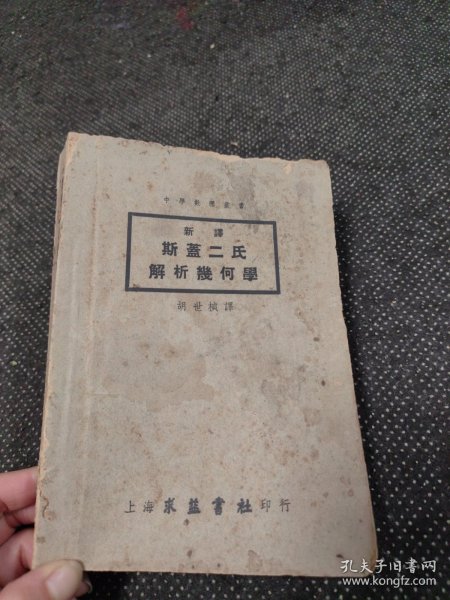 中學數理叢書
新譯
斯蓋二氏
解析幾何學
胡世楨譯
上海求益書社印行
孔夫子旧书网
www.kongfz.com